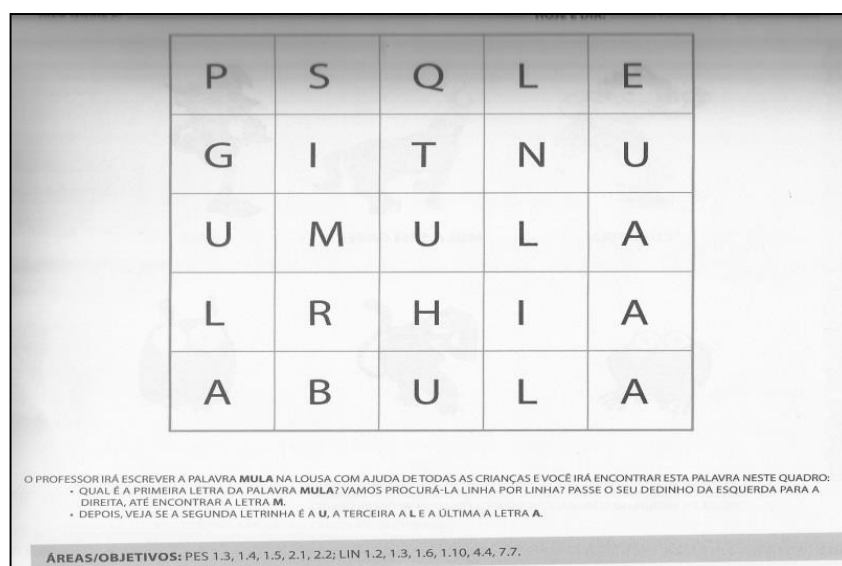 P S Q L E
G I T N U
U M U L A
L R H I A
A B U L A
O PROFESSOR IRÁ ESCREVER A PALAVRA MULA NA LOUSA COM AJUDA DE TODAS AS CRIANÇAS E VOCÊ IRÁ ENCONTRAR ESTA PALAVRA NESTE QUADRO:
• QUAL É A PRIMEIRA LETRA DA PALAVRA MULA? VAMOS PROCURÁ-LA LINHA POR LINHA? PASSE O SEU DEDINHO DA ESQUERDA PARA A
DIREITA, ATÉ ENCONTRAR A LETRA M.
• DEPOIS, VEJA SE A SEGUNDA LETRINHA É A U, A TERCEIRA A L E A ÚLTIMA A LETRA A.
ÁREAS/OBJETIVOS: PES 1.3, 1.4, 1.5, 2.1, 2.2; LIN 1.2, 1.3, 1.6, 1.10, 4.4, 7.7.